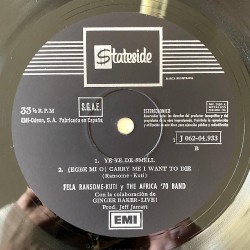 Stateside
33⅓ R.P.M
EMI-Odeon, S.A. Fabricada en España
S.G.A.E.
ESTEREOFONICO
J 062-04.933
B
1. YE YE DE SMELL
2. (EGBE MI O) CARRY ME I WANT TO DIE
(Ransome - Kuti)
FELA RANSOME-KUTI y THE AFRICA '70 BAND
Con la colaboración de
GINGER BAKER-LIVE!
Prod. Jeff Jarratt
EMI